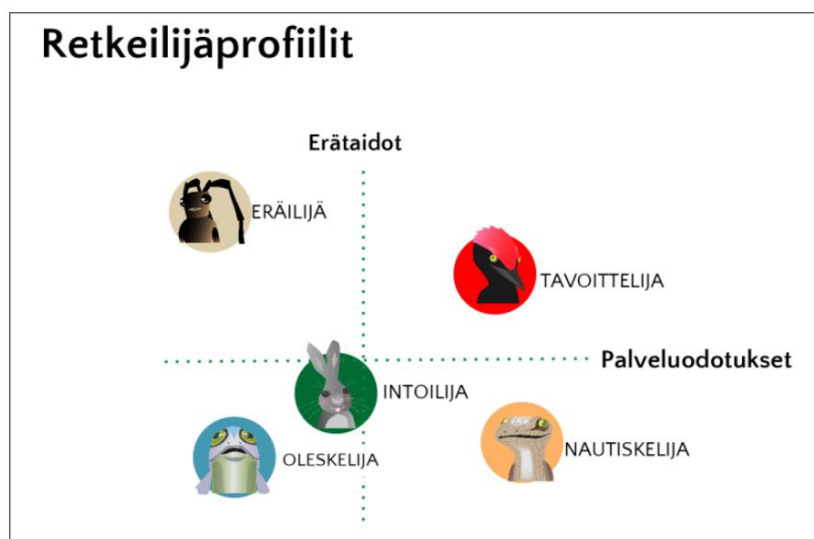 Retkeilijäprofiilit
Erätaidot
ERÄILIJÄ
TAVOITTELIJA
Palveluodotukset
INTOILIJA
OLESKELIJA
NAUTISKELIJA